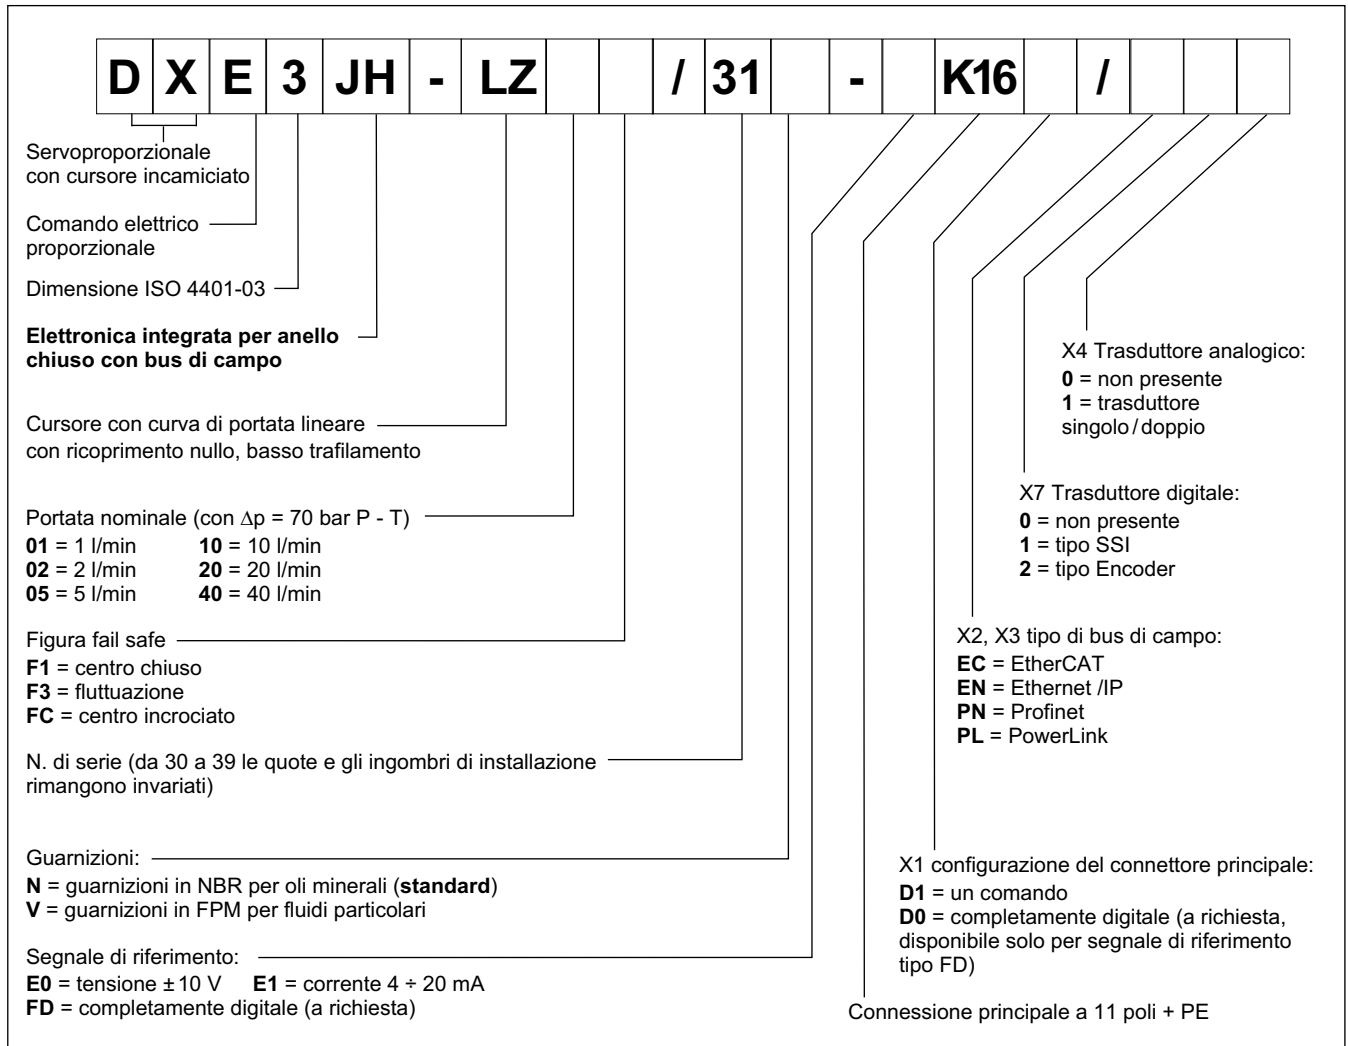 D X E 3 JH - LZ / 31 - K16 /
Servoproporzionale
con cursore incamiciato
Comando elettrico
proporzionale
Dimensione ISO 4401-03
Elettronica integrata per anello
chiuso con bus di campo
Cursore con curva di portata lineare
con ricoprimento nullo, basso trafilamento
Portata nominale (con Δp = 70 bar P - T)
01 = 1 l/min 10 = 10 l/min
02 = 2 l/min 20 = 20 l/min
05 = 5 l/min 40 = 40 l/min
Figura fail safe
F1 = centro chiuso
F3 = fluttuazione
FC = centro incrociato
N. di serie (da 30 a 39 le quote e gli ingombri di installazione
rimangono invariati)
Guarnizioni:
N = guarnizioni in NBR per oli minerali (standard)
V = guarnizioni in FPM per fluidi particolari
Segnale di riferimento:
E0 = tensione ±10 V E1 = corrente 4 ÷ 20 mA
FD = completamente digitale (a richiesta)
X4 Trasduttore analogico:
0 = non presente
1 = trasduttore
singolo/doppio
X7 Trasduttore digitale:
0 = non presente
1 = tipo SSI
2 = tipo Encoder
X2, X3 tipo di bus di campo:
EC = EtherCAT
EN = Ethernet /IP
PN = Profinet
PL = PowerLink
X1 configurazione del connettore principale:
D1 = un comando
D0 = completamente digitale (a richiesta,
disponibile solo per segnale di riferimento
tipo FD)
Connessione principale a 11 poli + PE